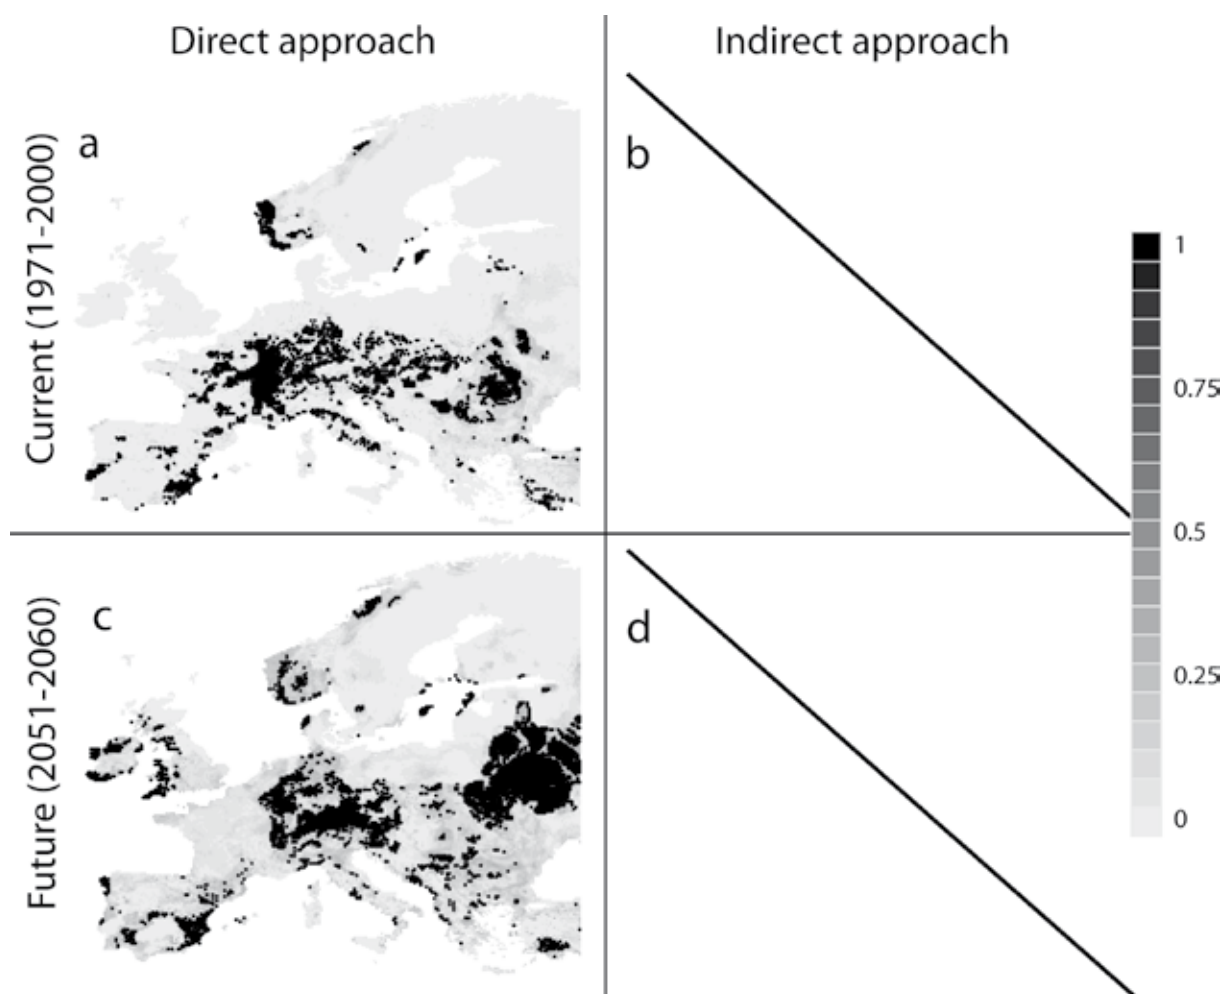 Direct approach
Indirect approach
Current (1971-2000)
a
b
1
0.75
0.5
0.25
0
Future (2051-2060)
c
d